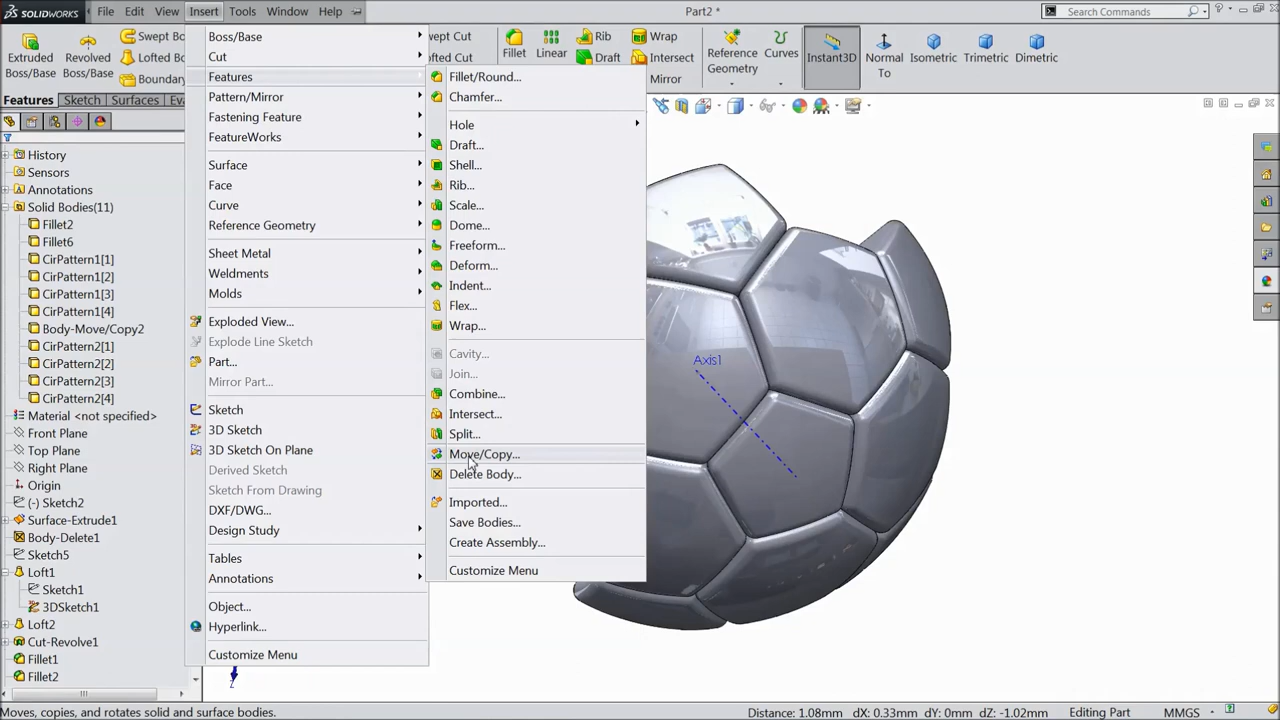 SOLIDWORKS
File
Edit
View
Insert
Tools
Window
Help
Part2 *
Search Commands
Extruded
Boss/Base
Revolved
Boss/Base
Swept Bo
Lofted Bo
Boundary
wept Cut
fted Cut
Fillet
Linear
Rib
Draft
Wrap
Intersect
Mirror
Reference
Geometry
Curves
Instant3D
Normal
To
Isometric
Trimetric
Dimetric
Features
Sketch
Surfaces
Eva
History
Sensors
Annotations
Solid Bodies(11)
Fillet2
Fillet6
CirPattern1[1]
CirPattern1[2]
CirPattern1[3]
CirPattern1[4]
Body-Move/Copy2
CirPattern2[1]
CirPattern2[2]
CirPattern2[3]
CirPattern2[4]
Material <not specified>
Front Plane
Top Plane
Right Plane
Origin
(-) Sketch2
Surface-Extrude1
Body-Delete1
Sketch5
Loft1
Sketch1
3DSketch1
Loft2
Cut-Revolve1
Fillet1
Fillet2
Boss/Base
Cut
Features
Pattern/Mirror
Fastening Feature
FeatureWorks
Surface
Face
Curve
Reference Geometry
Sheet Metal
Weldments
Molds
Exploded View...
Explode Line Sketch
Part...
Mirror Part...
Sketch
3D Sketch
3D Sketch On Plane
Derived Sketch
Sketch From Drawing
DXF/DWG...
Design Study
Tables
Annotations
Object...
Hyperlink...
Customize Menu
Fillet/Round...
Chamfer...
Hole
Draft...
Shell...
Rib...
Scale...
Dome...
Freeform...
Deform...
Indent...
Flex...
Wrap...
Cavity...
Join...
Combine...
Intersect...
Split...
Move/Copy...
Delete Body...
Imported...
Save Bodies...
Create Assembly...
Customize Menu
Axis1
Z
Moves, copies, and rotates solid and surface bodies.
Distance: 1.08mm dX: 0.33mm dY: 0mm dZ: -1.02mm
Editing Part
MMGS